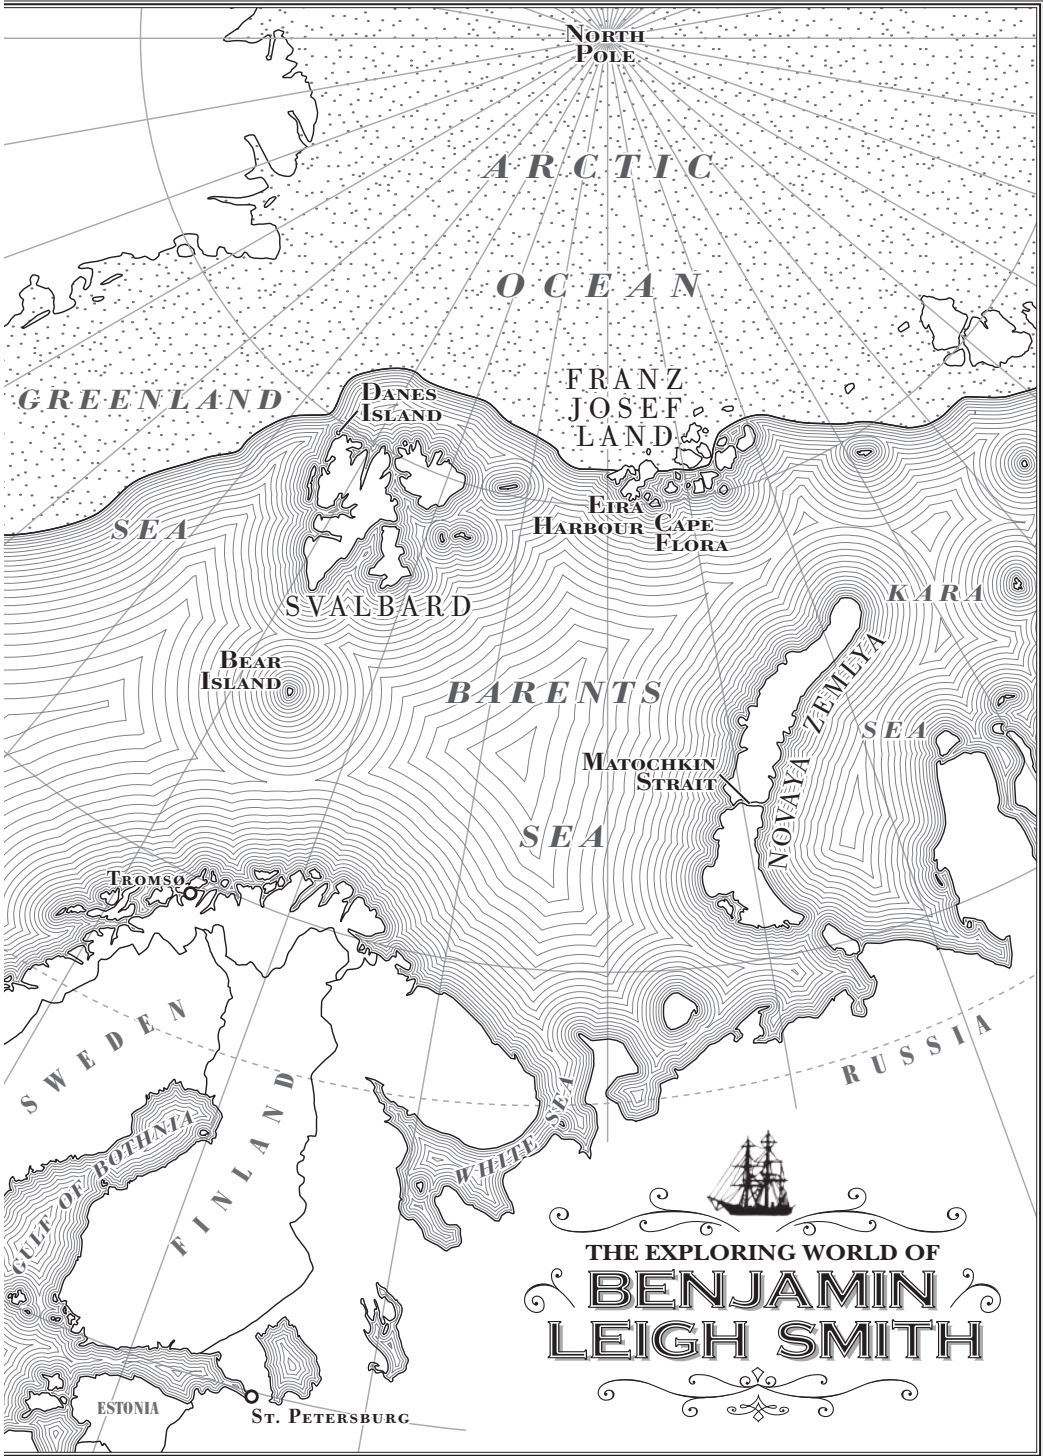 NORTH
POLE
ARCTIC
OCEAN
FRANZ
JOSEF
LAND
DANES
ISLAND
GREENLAND
SEA
EIRA
HARBOUR
CAPE
FLORA
KARA
SEA
SVALBARD
BEAR
ISLAND
BARENTS
SEA
NOVAYA ZEMLYA
MATOCHKIN
STRAIT
TROMSØ
SWEDEN
FINLAND
RUSSIA
GULF OF BOTHNIA
WHITE SEA
THE EXPLORING WORLD OF
BENJAMIN
LEIGH SMITH
ESTONIA
ST. PETERSBURG